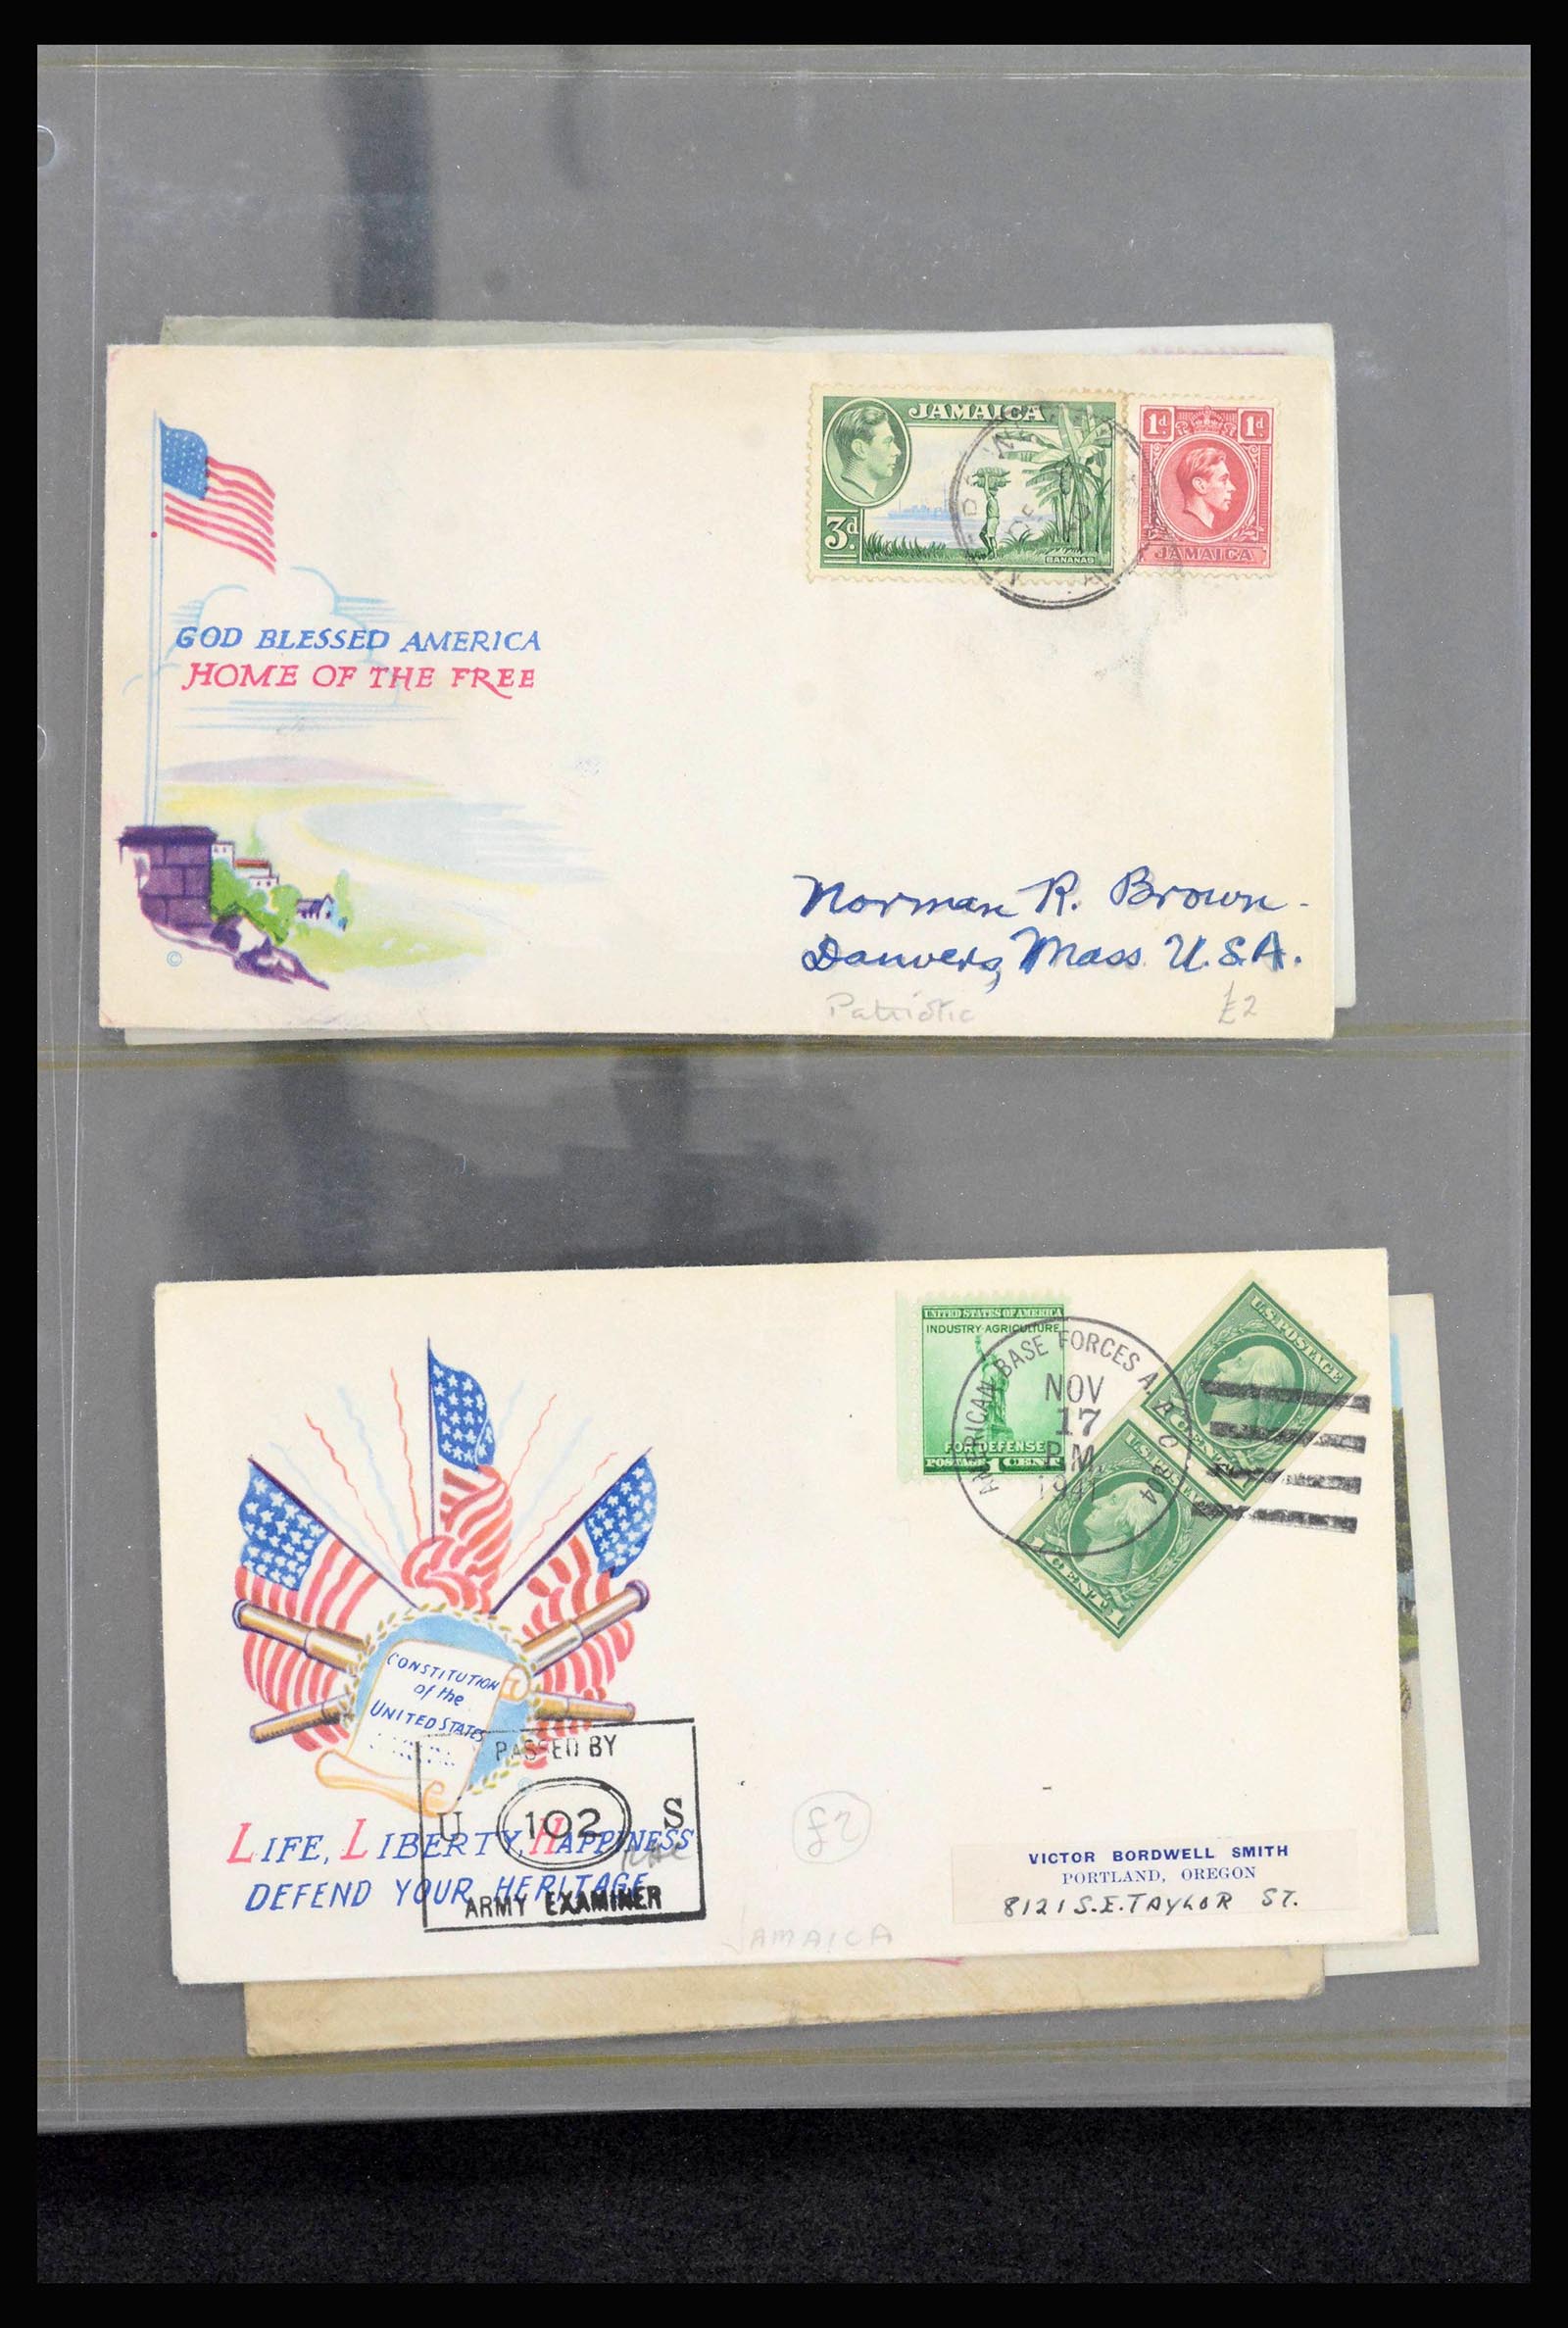 JAMAICA
3d
BANANAS
1d 1d
JAMAICA
GOD BLESSED AMERICA
HOME OF THE FREE
©
Norman R. Brown -
Danvers, Mass. U.S.A.
Patriotic £2
UNITED STATES OF AMERICA
INDUSTRY·AGRICULTURE
FOR DEFENSE
POSTAGE 1 CENT
AMERICAN BASE FORCES A.
NOV
17
PM
1941
U.S. POSTAGE
CONSTITUTION
of the
UNITED STATES
PASSED BY
U 102 S
ARMY EXAMINER
LIFE, LIBERTY, HAPPINESS
DEFEND YOUR HERITAGE
£2
JAMAICA
VICTOR BORDWELL SMITH
PORTLAND, OREGON
8121 S.E. TAYLOR ST.